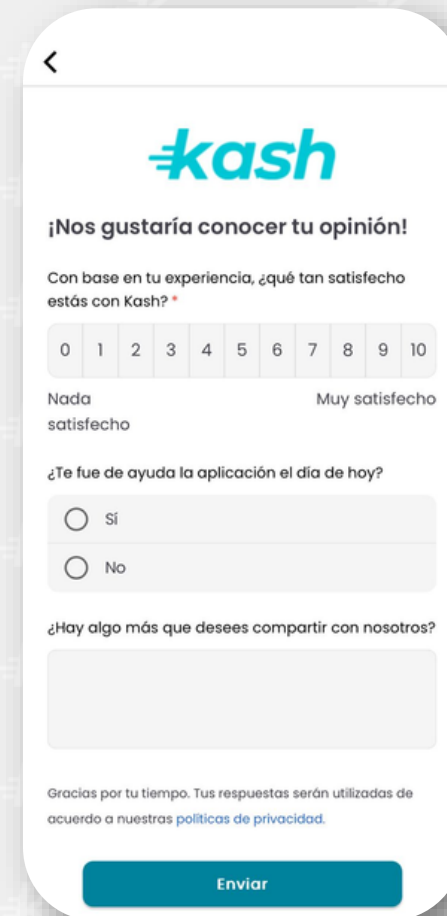 kash
¡Nos gustaría conocer tu opinión!
Con base en tu experiencia, ¿qué tan satisfecho
estás con Kash? *
0 1 2 3 4 5 6 7 8 9 10
Nada Muy satisfecho
satisfecho
¿Te fue de ayuda la aplicación el día de hoy?
Sí
No
¿Hay algo más que desees compartir con nosotros?
Gracias por tu tiempo. Tus respuestas serán utilizadas de
acuerdo a nuestras políticas de privacidad.
Enviar